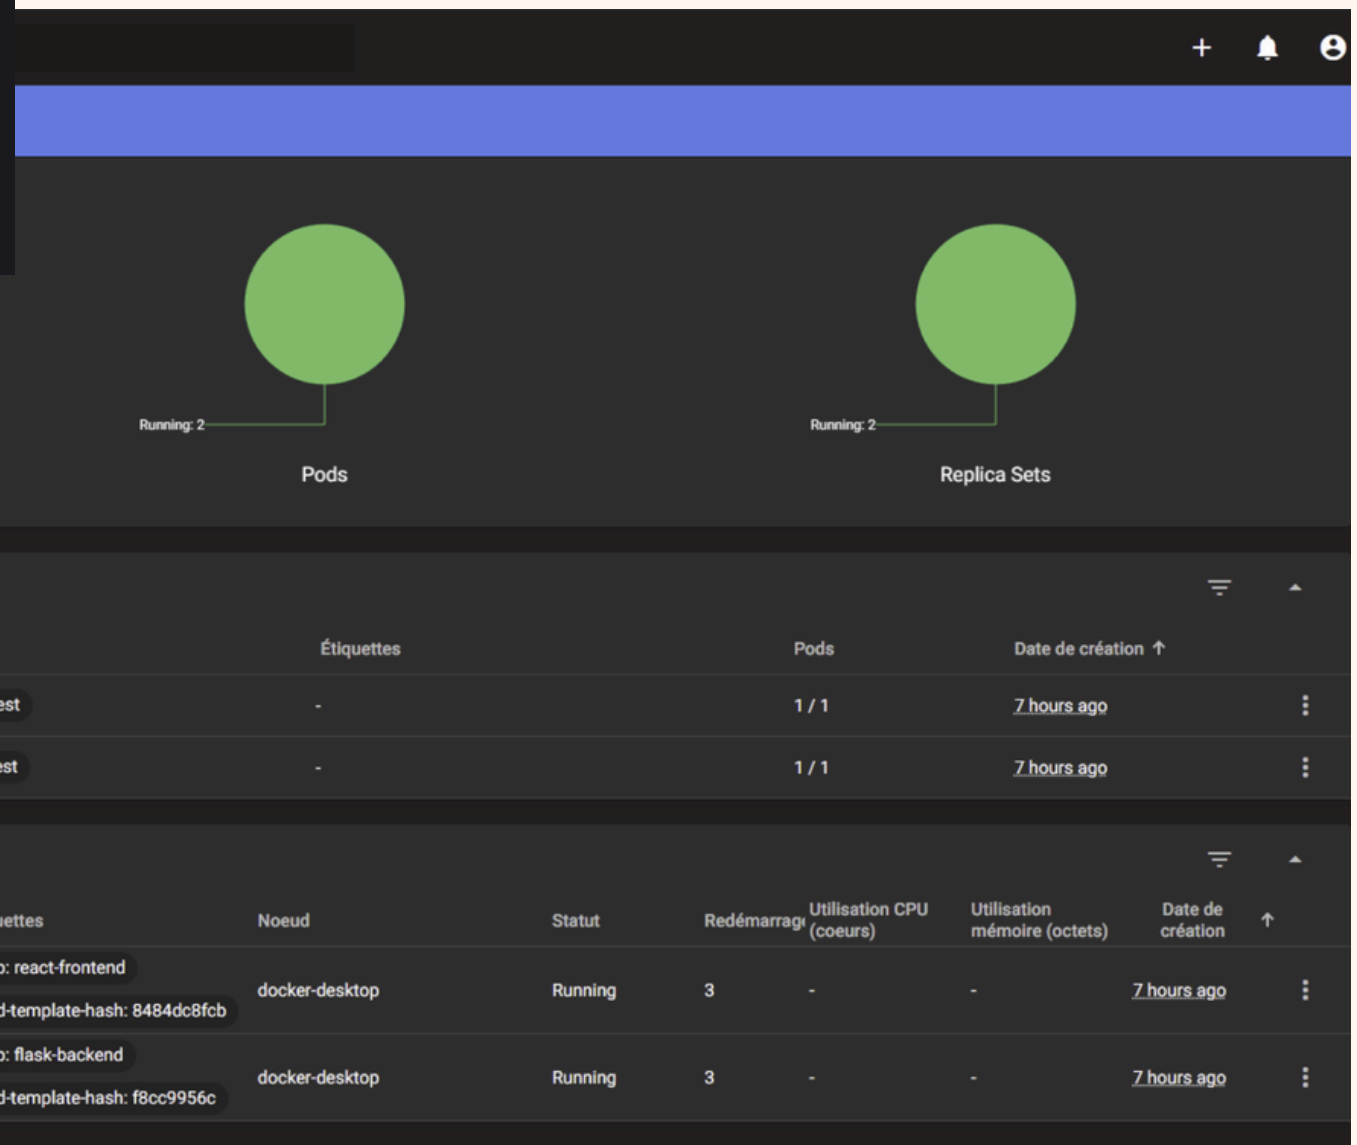 Running: 2
Running: 2
Pods
Replica Sets
Étiquettes Pods Date de création
est - 1 / 1 7 hours ago
est - 1 / 1 7 hours ago
uettes Noeud Statut Redémarrage Utilisation CPU (coeurs) Utilisation mémoire (octets) Date de création
p: react-frontend
d-template-hash: 8484dc8fcb
docker-desktop Running 3 - - 7 hours ago
p: flask-backend
d-template-hash: f8cc9956c
docker-desktop Running 3 - - 7 hours ago